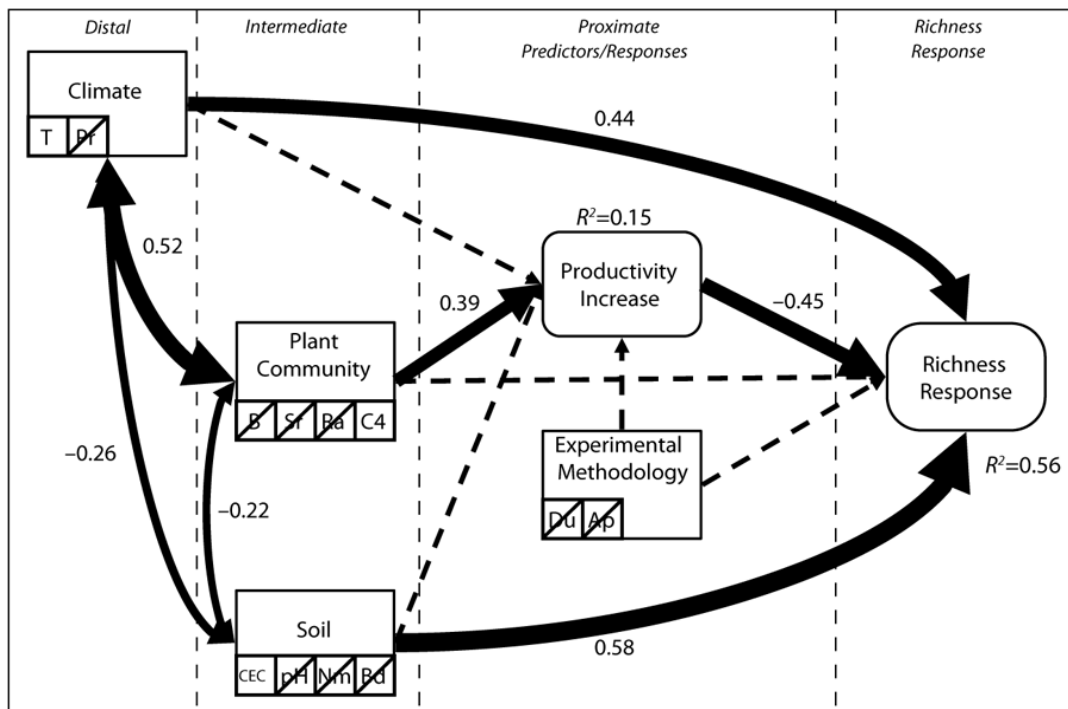 Distal
Intermediate
Proximate
Predictors/Responses
Richness
Response
Climate
T
Pr
0.44
0.52
R²=0.15
Productivity
Increase
0.39
−0.45
Plant
Community
B
Sr
Ra
C4
Richness
Response
R²=0.56
Experimental
Methodology
Du
Ap
−0.26
−0.22
Soil
CEC
pH
Nm
Bd
0.58